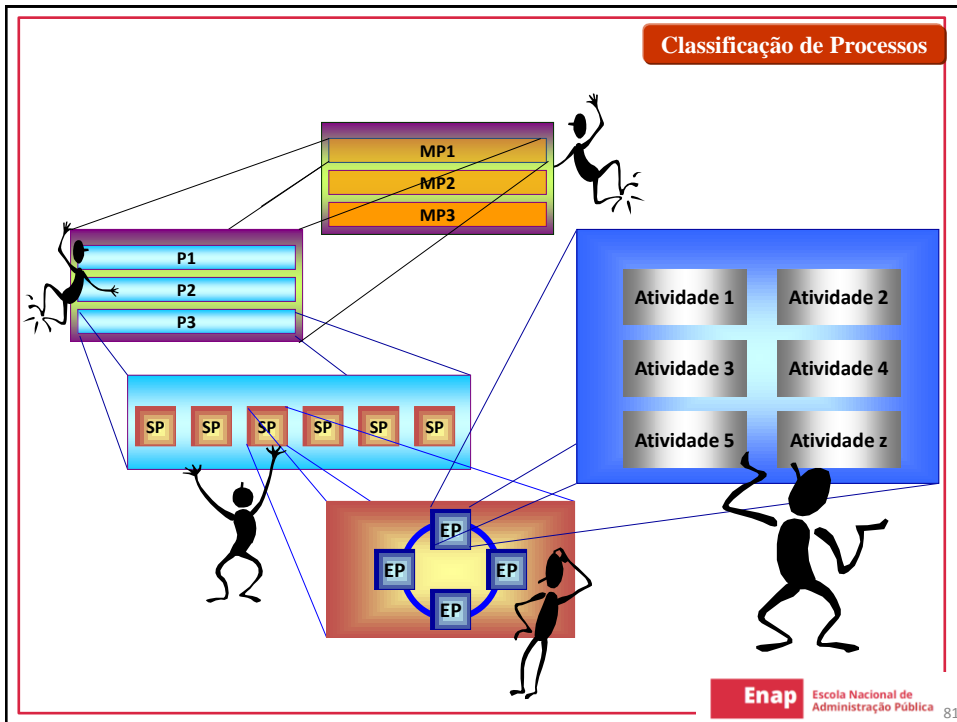 Classificação de Processos
MP1
MP2
MP3
P1
P2
P3
SP SP SP SP SP SP
EP
EP EP
EP
Atividade 1 Atividade 2
Atividade 3 Atividade 4
Atividade 5 Atividade z
Enap Escola Nacional de
Administração Pública
81